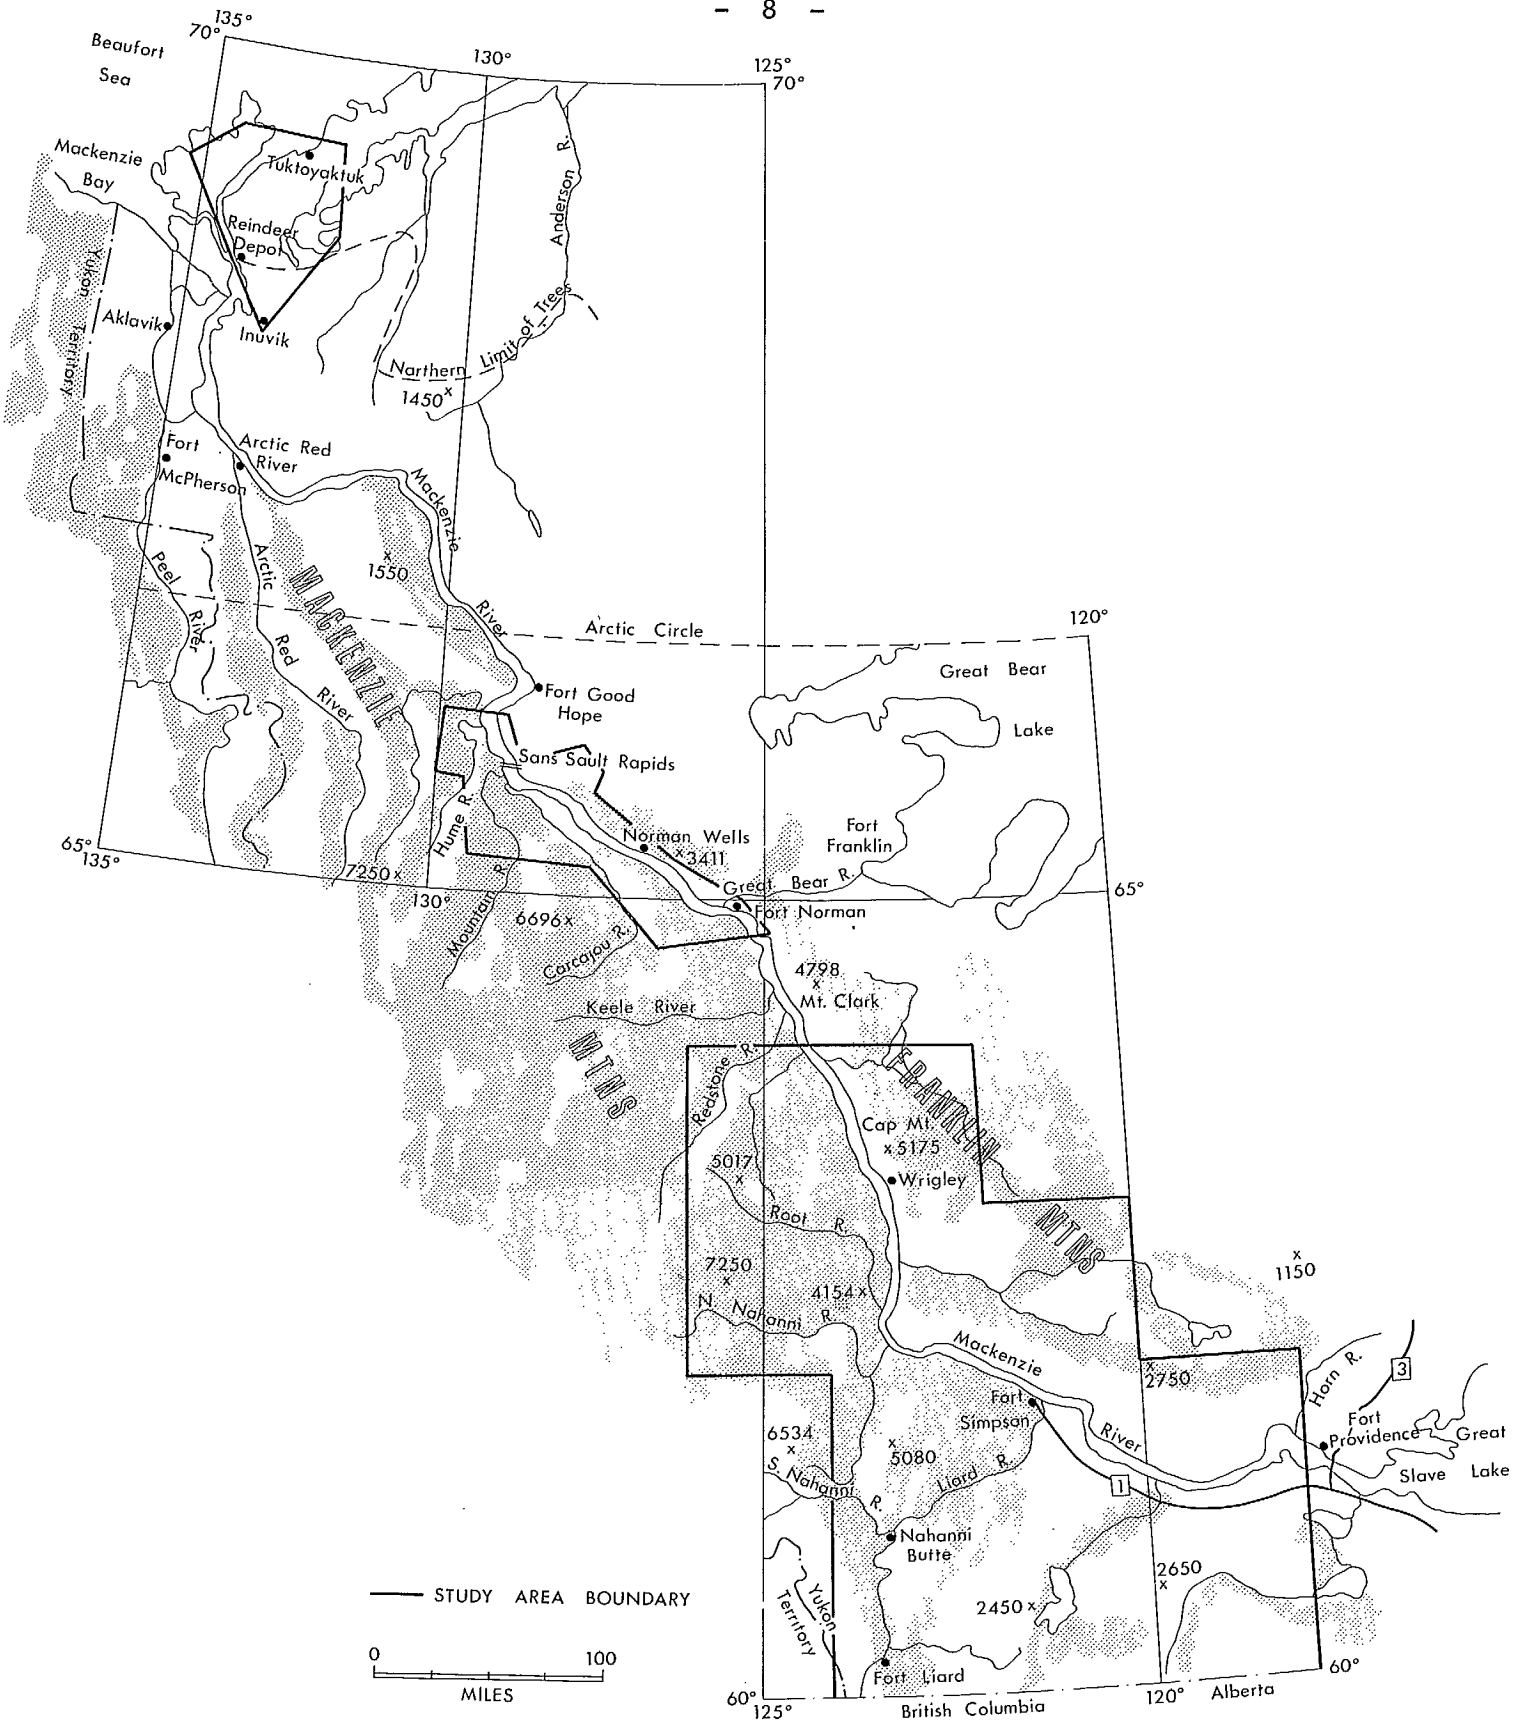 - 8 -
135°
70°
Beaufort
Sea
130°
125°
70°
Mackenzie
Bay
Tuktoyaktuk
Anderson R.
Reindeer
Depot
Yukon Territory
Aklavik
Inuvik
Narthern Limit of Trees
1450
Fort
McPherson
Arctic Red
River
Mackenzie
River
1550
Peel
River
Arctic
Red
River
MACKENZIE
Arctic Circle
120°
Great Bear
Lake
Fort Good
Hope
Sans Sault Rapids
Hume R.
Norman Wells
3411
Fort
Franklin
65°
135°
7250
130°
Great Bear R.
65°
Mountain R.
6696
Fort Norman
Carcajou R.
4798
Mt. Clark
Keele River
MTNS
Redstone R.
FRANKLIN
Cap Mt.
5175
5017
Wrigley
Root R.
MTNS
7250
4154
1150
N. Nahanni R.
Mackenzie
River
2750
Horn R.
3
Fort
Simpson
Fort
Providence
Great
Slave Lake
6534
5080
S. Nahanni R.
Liard R.
1
Nahanni
Butte
2650
2450
Yukon
Territory
STUDY AREA BOUNDARY
0 100
MILES
Fort Liard
60°
125°
British Columbia
120°
Alberta
60°